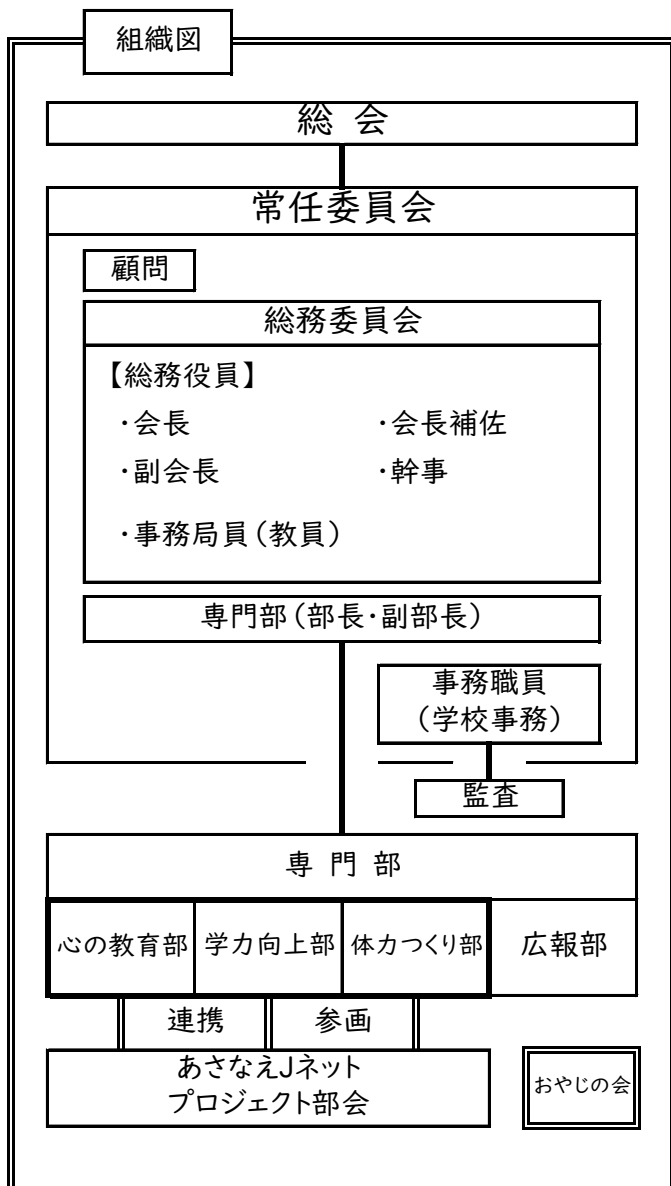 組織図
総 会
常任委員会
顧問
総務委員会
【総務役員】
・会長 ・会長補佐
・副会長 ・幹事
・事務局員(教員)
専門部(部長・副部長)
事務職員
(学校事務)
監査
専 門 部
心の教育部 学力向上部 体力つくり部 広報部
連携 参画
あさなえJネット
プロジェクト部会
おやじの会